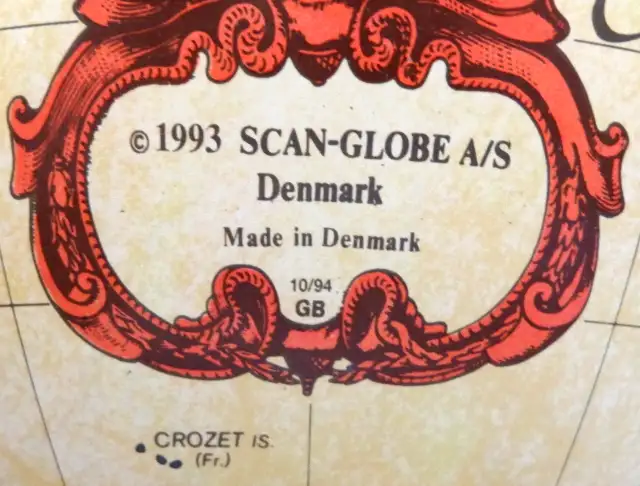 © 1993 SCAN-GLOBE A/S
Denmark
Made in Denmark
10/94
GB
CROZET IS.
(Fr.)